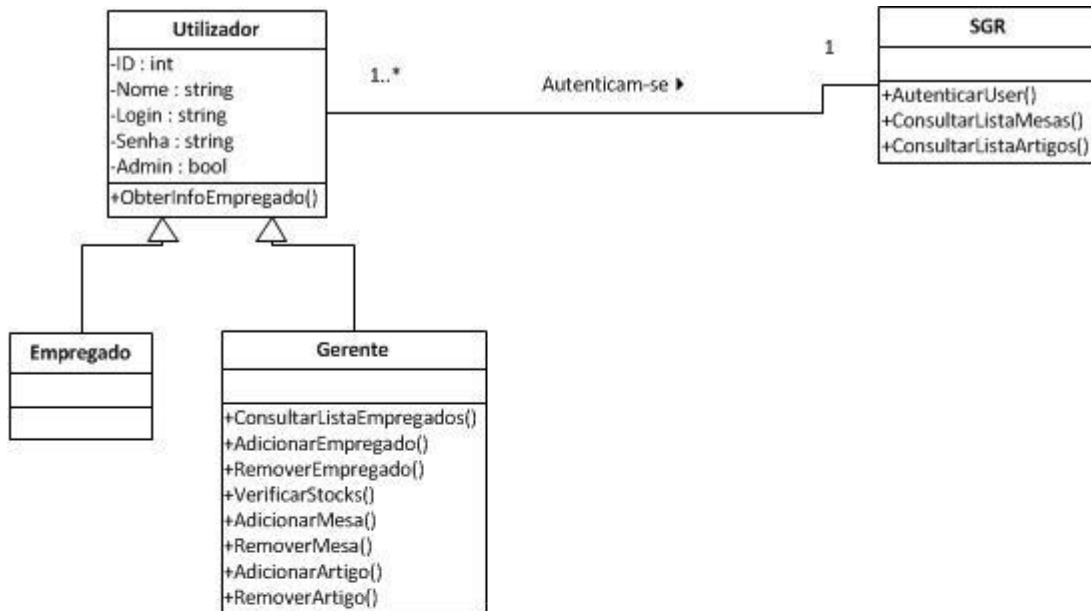 Utilizador
-ID : int
-Nome : string
-Login : string
-Senha : string
-Admin : bool
+ObterInfoEmpregado()
1..*
Autenticam-se
1
SGR
+AutenticarUser()
+ConsultarListaMesas()
+ConsultarListaArtigos()
Empregado
Gerente
+ConsultarListaEmpregados()
+AdicionarEmpregado()
+RemoverEmpregado()
+VerificarStocks()
+AdicionarMesa()
+RemoverMesa()
+AdicionarArtigo()
+RemoverArtigo()